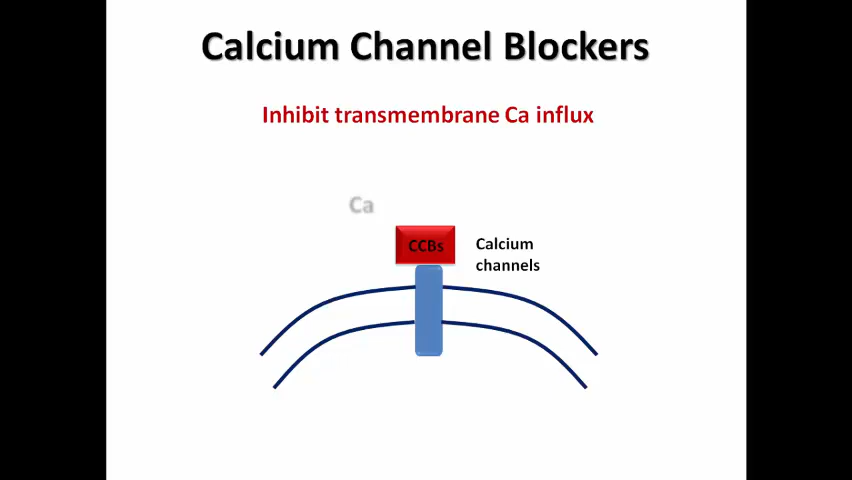 Calcium Channel Blockers
Inhibit transmembrane Ca influx
Ca
CCBs
Calcium
channels